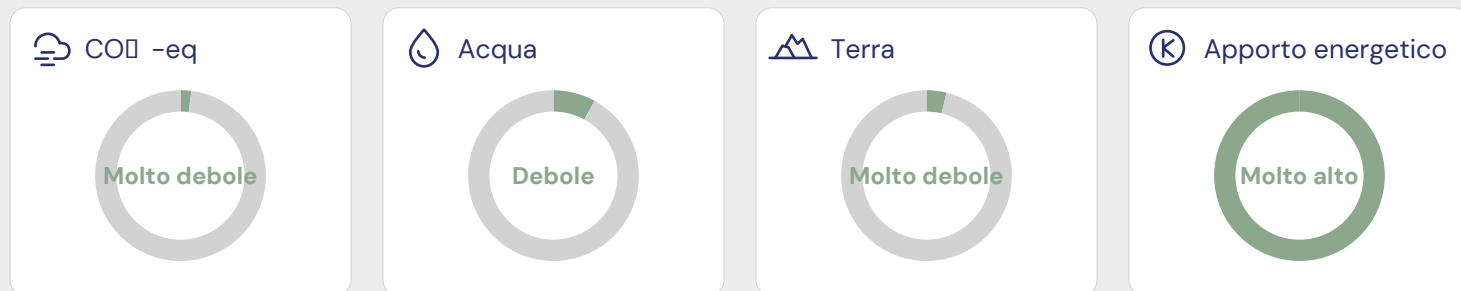 CO▯ -eq
Acqua
Terra
Apporto energetico
Molto debole
Debole
Molto debole
Molto alto